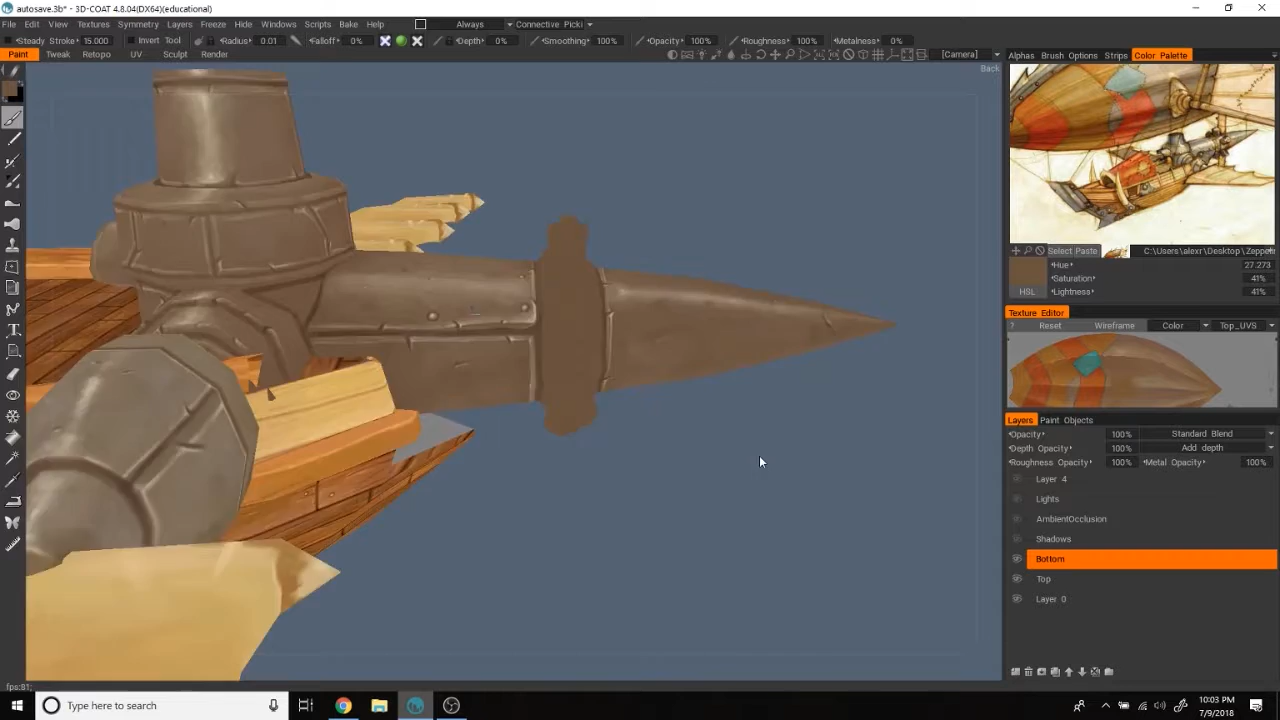 autosave.3b* - 3D-COAT 4.8.04(DX64)(educational)
File Edit View Textures Symmetry Layers Freeze Hide Windows Scripts Bake Help Always Connective Picki
Steady Stroke 15.000 Invert Tool Radius 0.01 Falloff 0% Depth 0% Smoothing 100% Opacity 100% Roughness 100% Metalness 0%
Paint Tweak Retopo UV Sculpt Render [Camera]
Back
Alphas Brush Options Strips Color Palette
Select Paste C:\Users\alexr\Desktop\Zeppeli
Hue 27.273
Saturation 41%
HSL Lightness 41%
Texture Editor
? Reset Wireframe Color Top_UVS
Layers Paint Objects
Opacity 100% Standard Blend
Depth Opacity 100% Add depth
Roughness Opacity 100% Metal Opacity 100%
Layer 4
Lights
AmbientOcclusion
Shadows
Bottom
Top
Layer 0
fps:81;
Type here to search
10:03 PM
7/9/2018